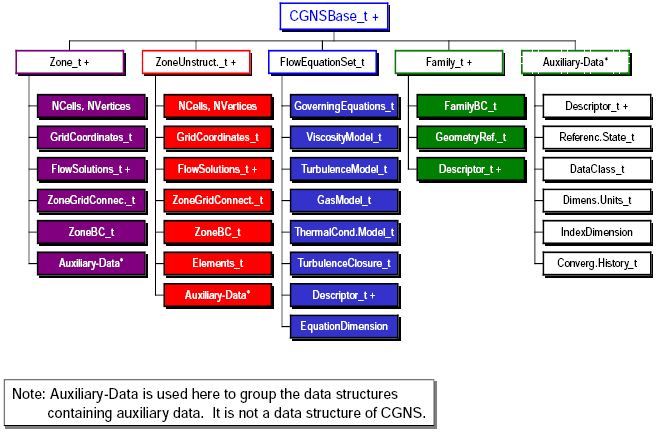 CGNSBase_t +
Zone_t +
ZoneUnstruct._t +
FlowEquationSet_t
Family_t +
Auxiliary-Data*
NCells, NVertices
GridCoordinates_t
FlowSolutions_t +
ZoneGridConnec._t
ZoneBC_t
Auxiliary-Data*
NCells, NVertices
GridCoordinates_t
FlowSolutions_t +
ZoneGridConnect._t
ZoneBC_t
Elements_t
Auxiliary-Data*
GoverningEquations_t
ViscosityModel_t
TurbulenceModel_t
GasModel_t
ThermalCond.Model_t
TurbulenceClosure_t
Descriptor_t +
EquationDimension
FamilyBC_t
GeometryRef._t
Descriptor_t +
Descriptor_t +
Referenc.State_t
DataClass_t
Dimens.Units_t
IndexDimension
Converg.History_t
Note: Auxiliary-Data is used here to group the data structures
containing auxiliary data. It is not a data structure of CGNS.